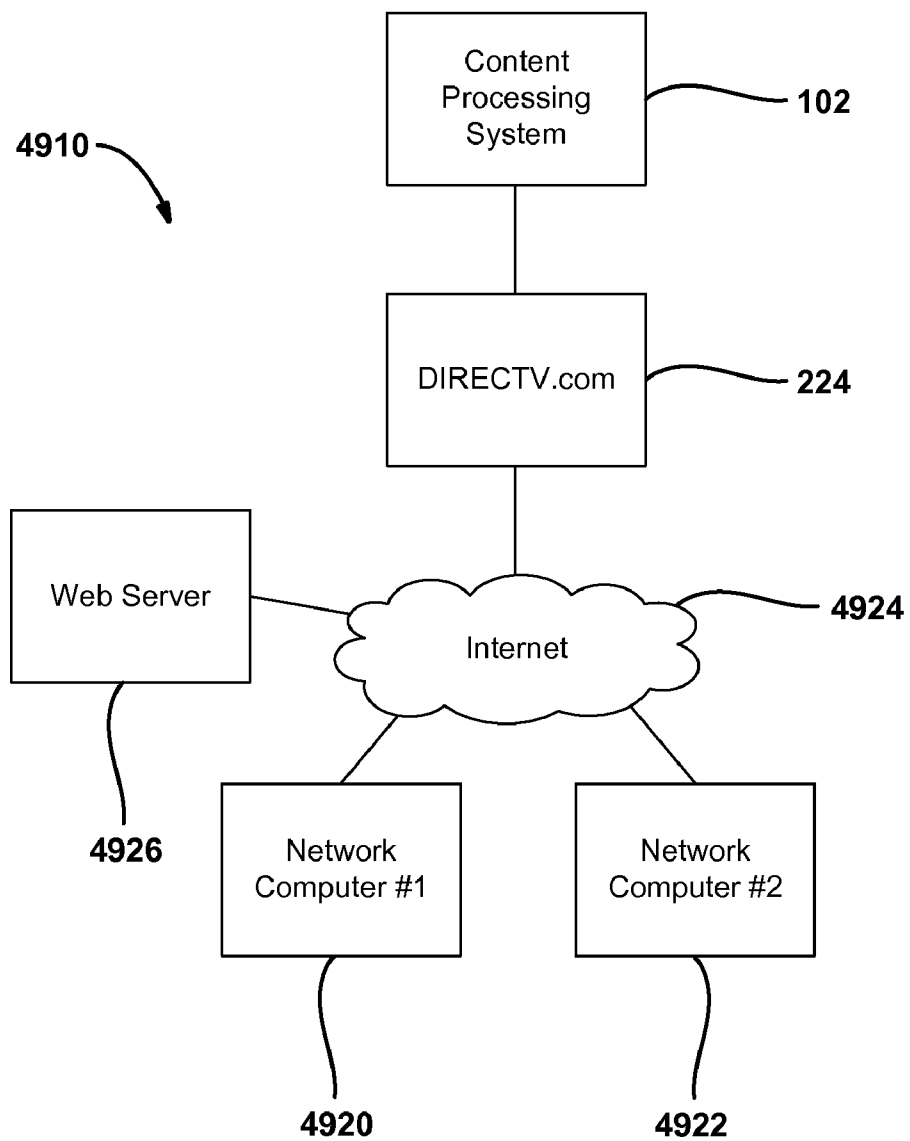 Content
Processing
System
102
4910
DIRECTV.com
224
Web Server
Internet
4924
4926
Network
Computer #1
Network
Computer #2
4920
4922